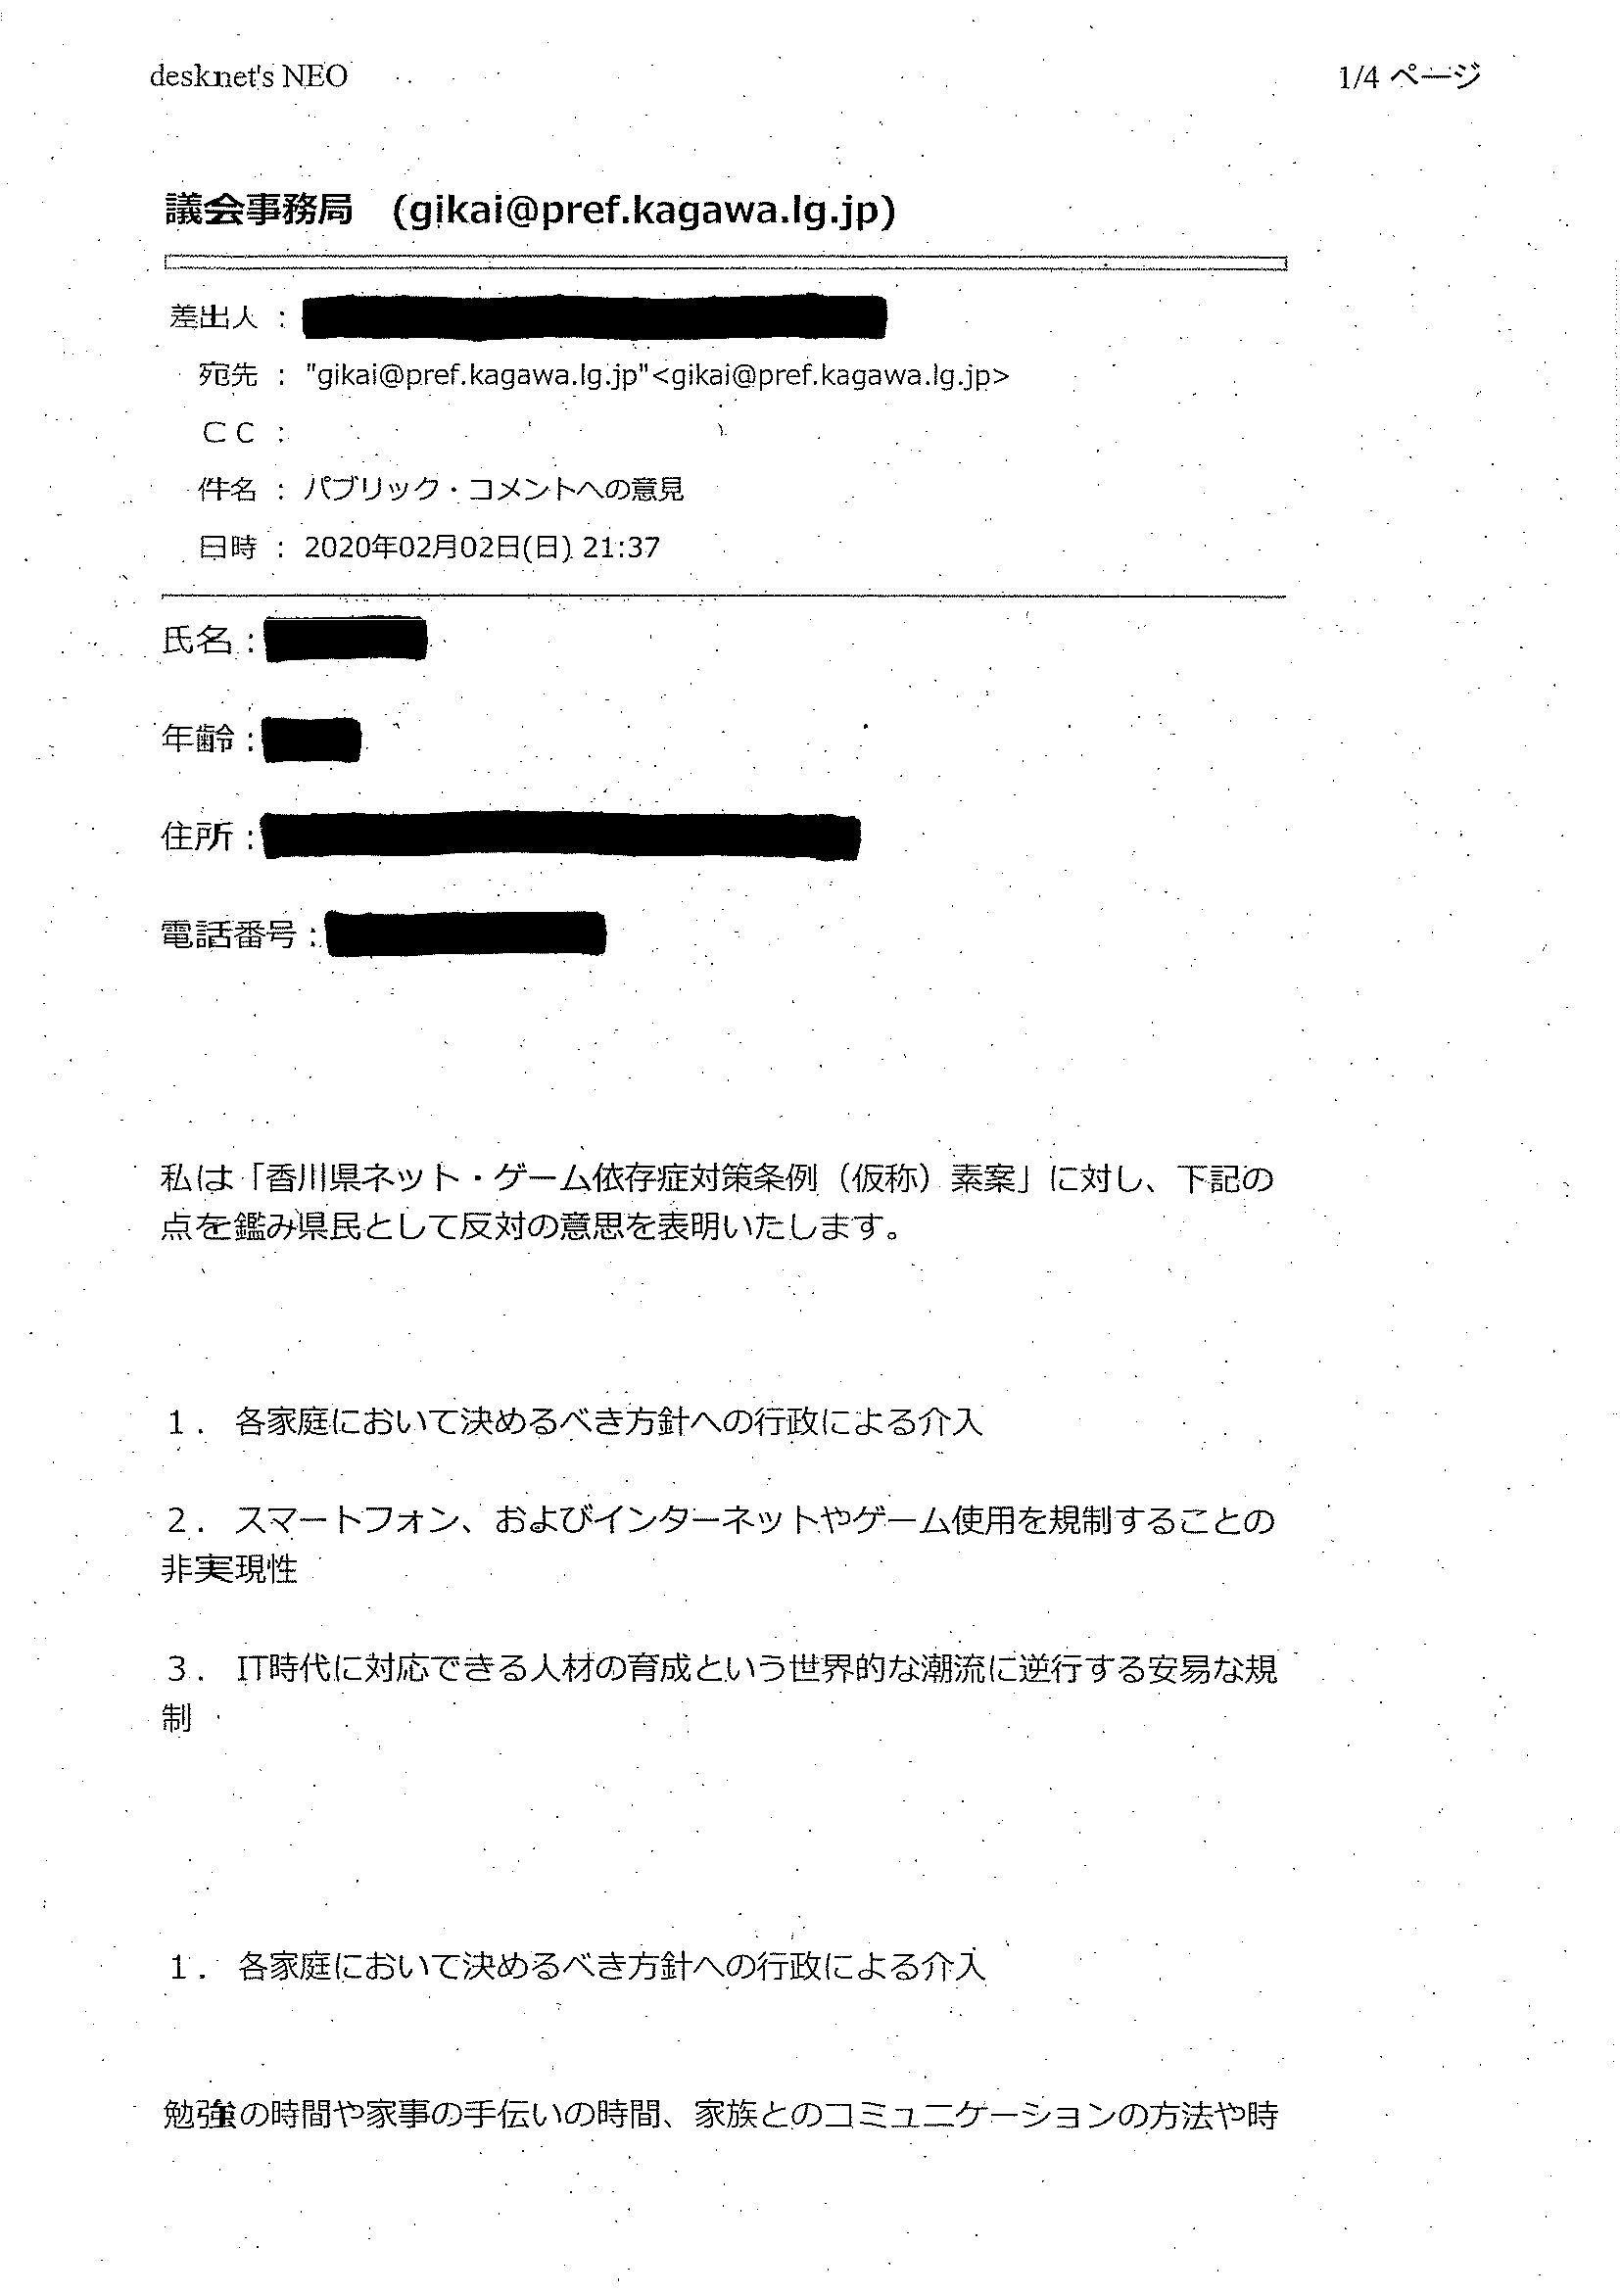 desknet's NEO
1/4 ページ
議会事務局 (gikai@pref.kagawa.lg.jp)
差出人 :
宛先 : "gikai@pref.kagawa.lg.jp"<gikai@pref.kagawa.lg.jp>
ＣＣ :
件名 : パブリック・コメントへの意見
日時 : 2020年02月02日(日) 21:37
氏名 :
年齢 :
住所 :
電話番号 :
私は「香川県ネット・ゲーム依存症対策条例（仮称）素案」に対し、下記の
点を鑑み県民として反対の意思を表明いたします。
１． 各家庭において決めるべき方針への行政による介入
２． スマートフォン、およびインターネットやゲーム使用を規制することの
非実現性
３． IT時代に対応できる人材の育成という世界的な潮流に逆行する安易な規
制
１． 各家庭において決めるべき方針への行政による介入
勉強の時間や家事の手伝いの時間、家族とのコミュニケーションの方法や時